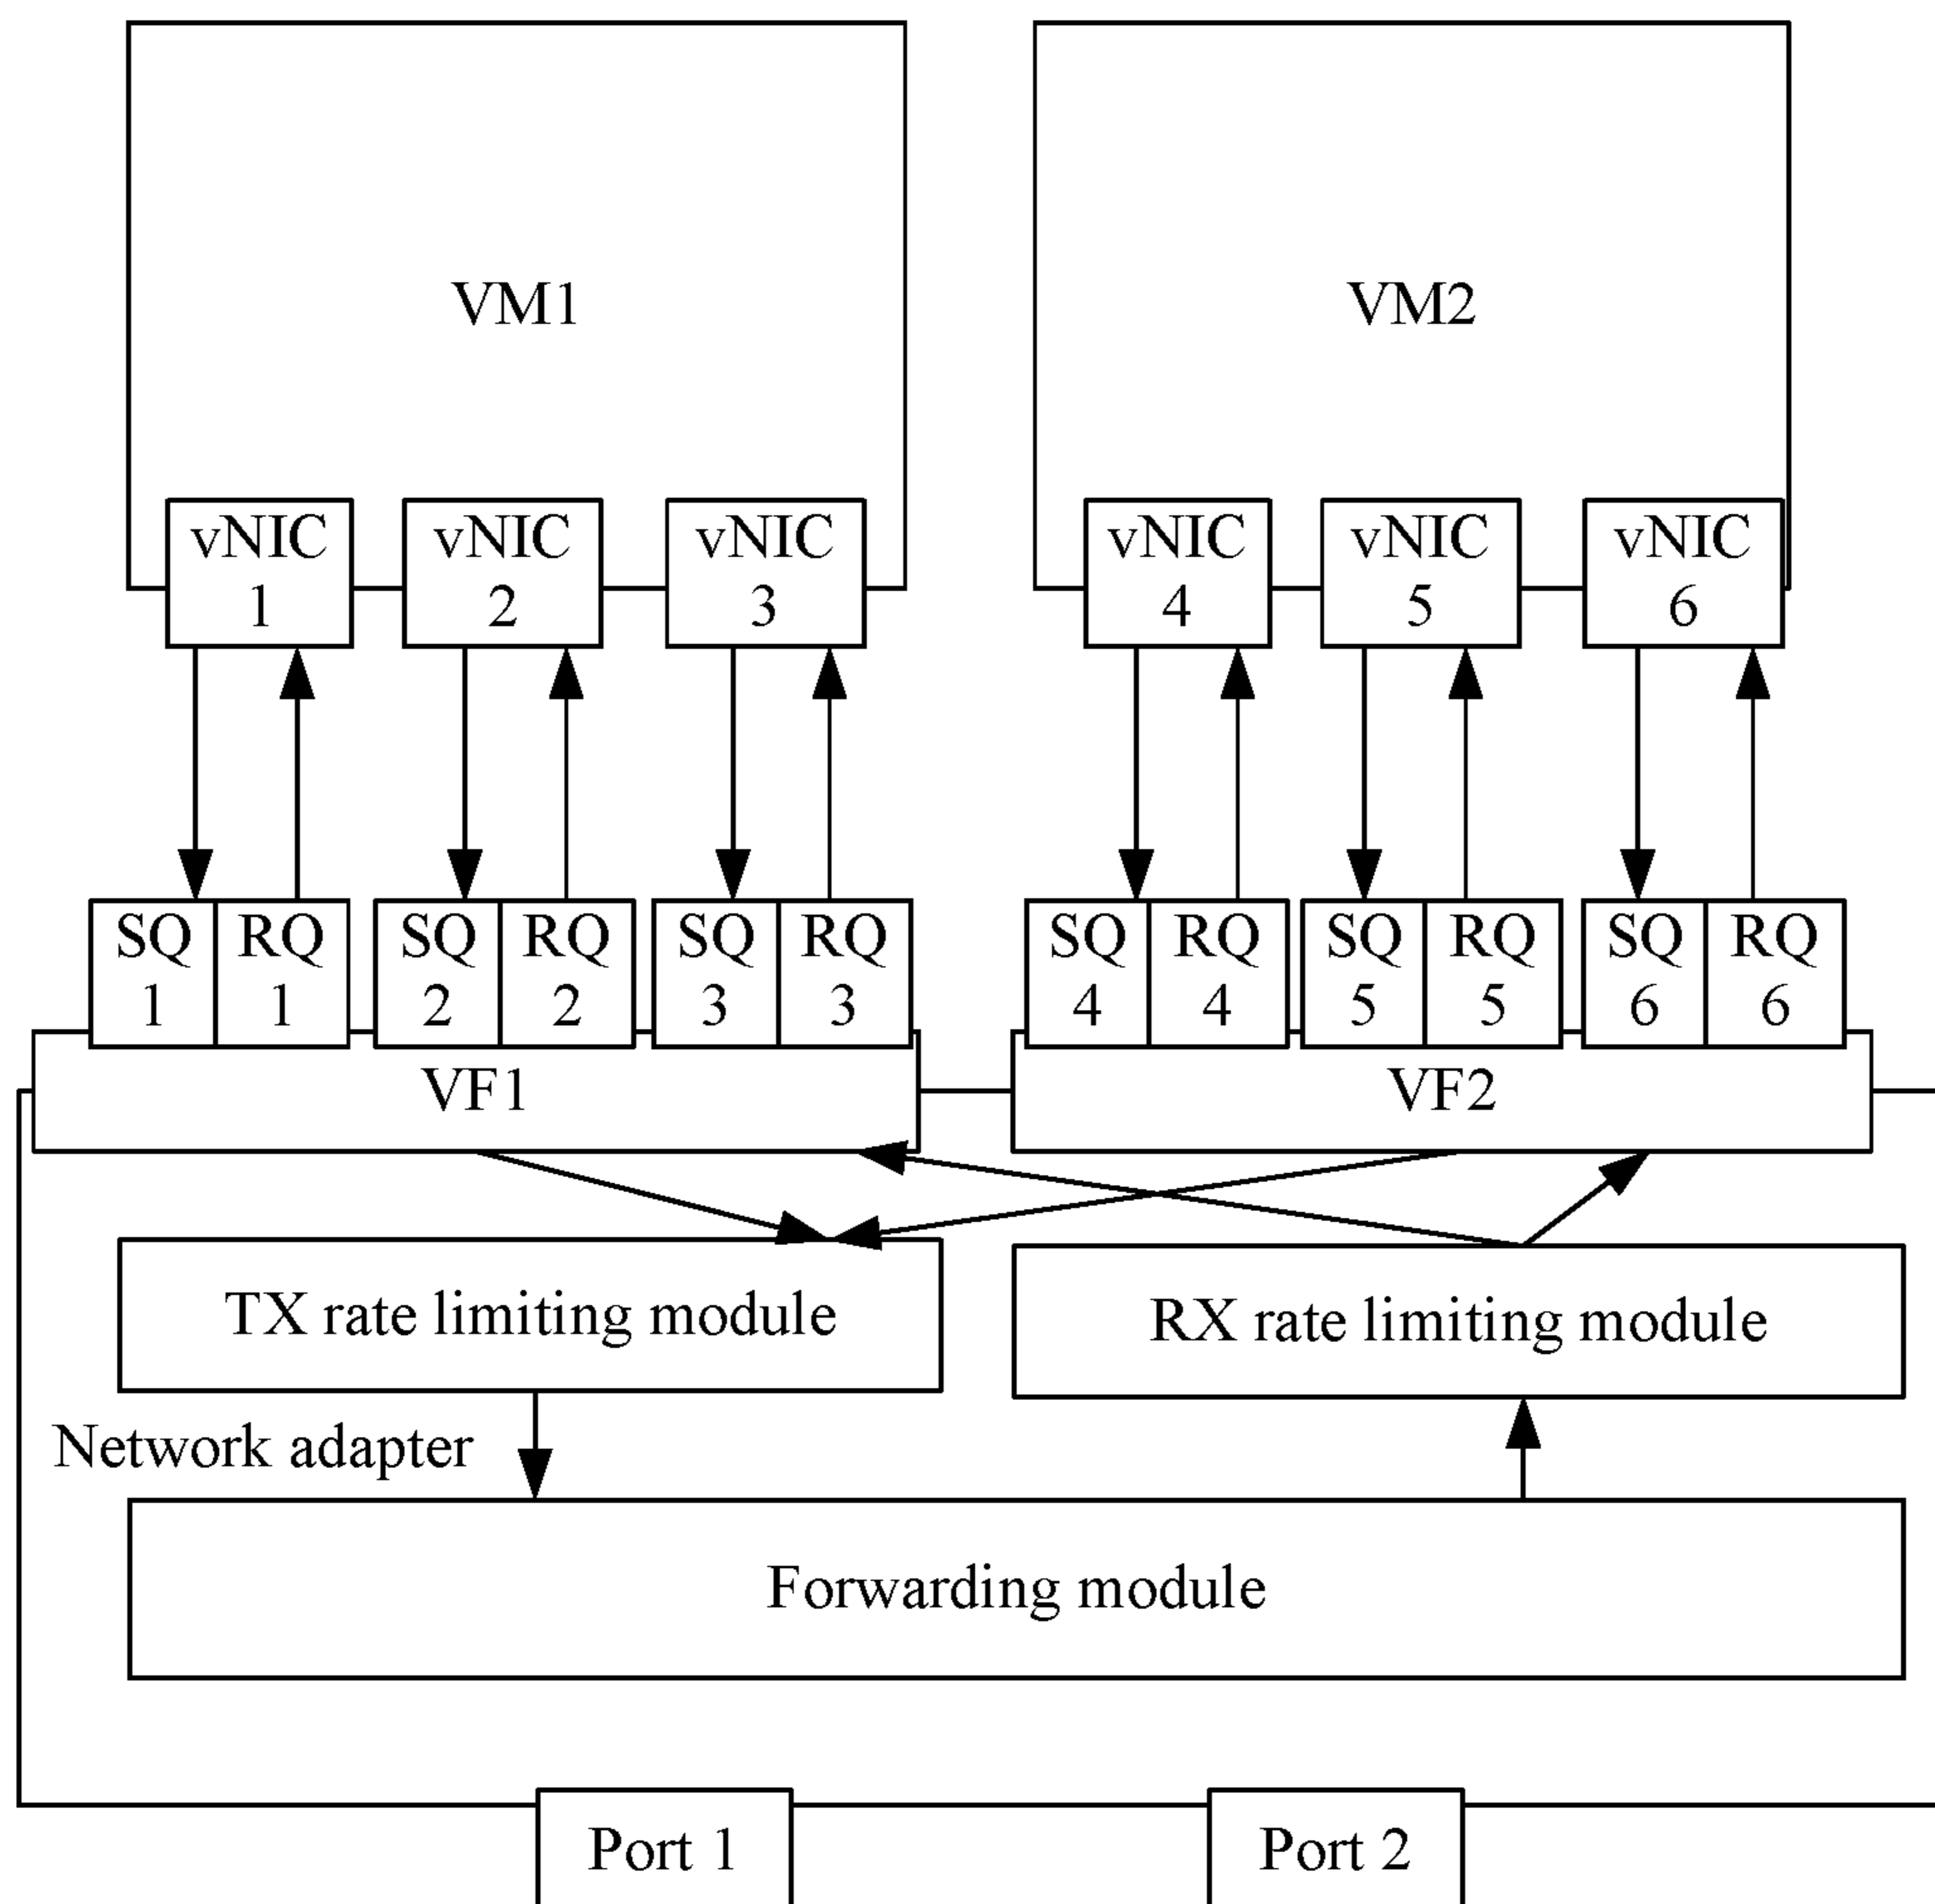 VM1
VM2
vNIC
1
vNIC
2
vNIC
3
vNIC
4
vNIC
5
vNIC
6
SQ
1
RQ
1
SQ
2
RQ
2
SQ
3
RQ
3
SQ
4
RQ
4
SQ
5
RQ
5
SQ
6
RQ
6
VF1
VF2
TX rate limiting module
RX rate limiting module
Network adapter
Forwarding module
Port 1
Port 2